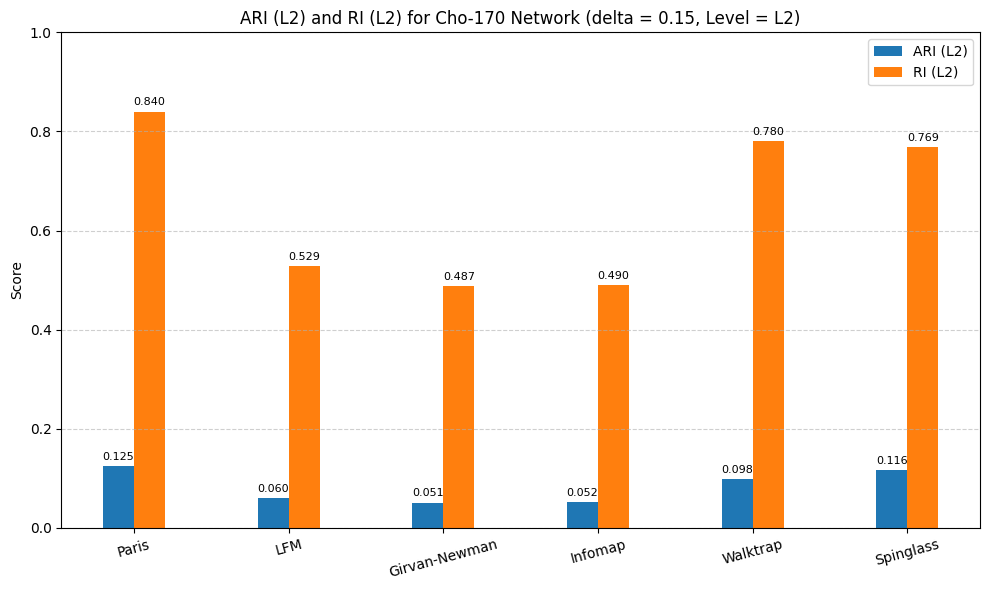 ARI (L2) and RI (L2) for Cho-170 Network (delta = 0.15, Level = L2)
ARI (L2)
RI (L2)
Score
1.0
0.8
0.6
0.4
0.2
0.0
0.125
0.840
0.060
0.529
0.051
0.487
0.052
0.490
0.098
0.780
0.116
0.769
Paris
LFM
Girvan-Newman
Infomap
Walktrap
Spinglass